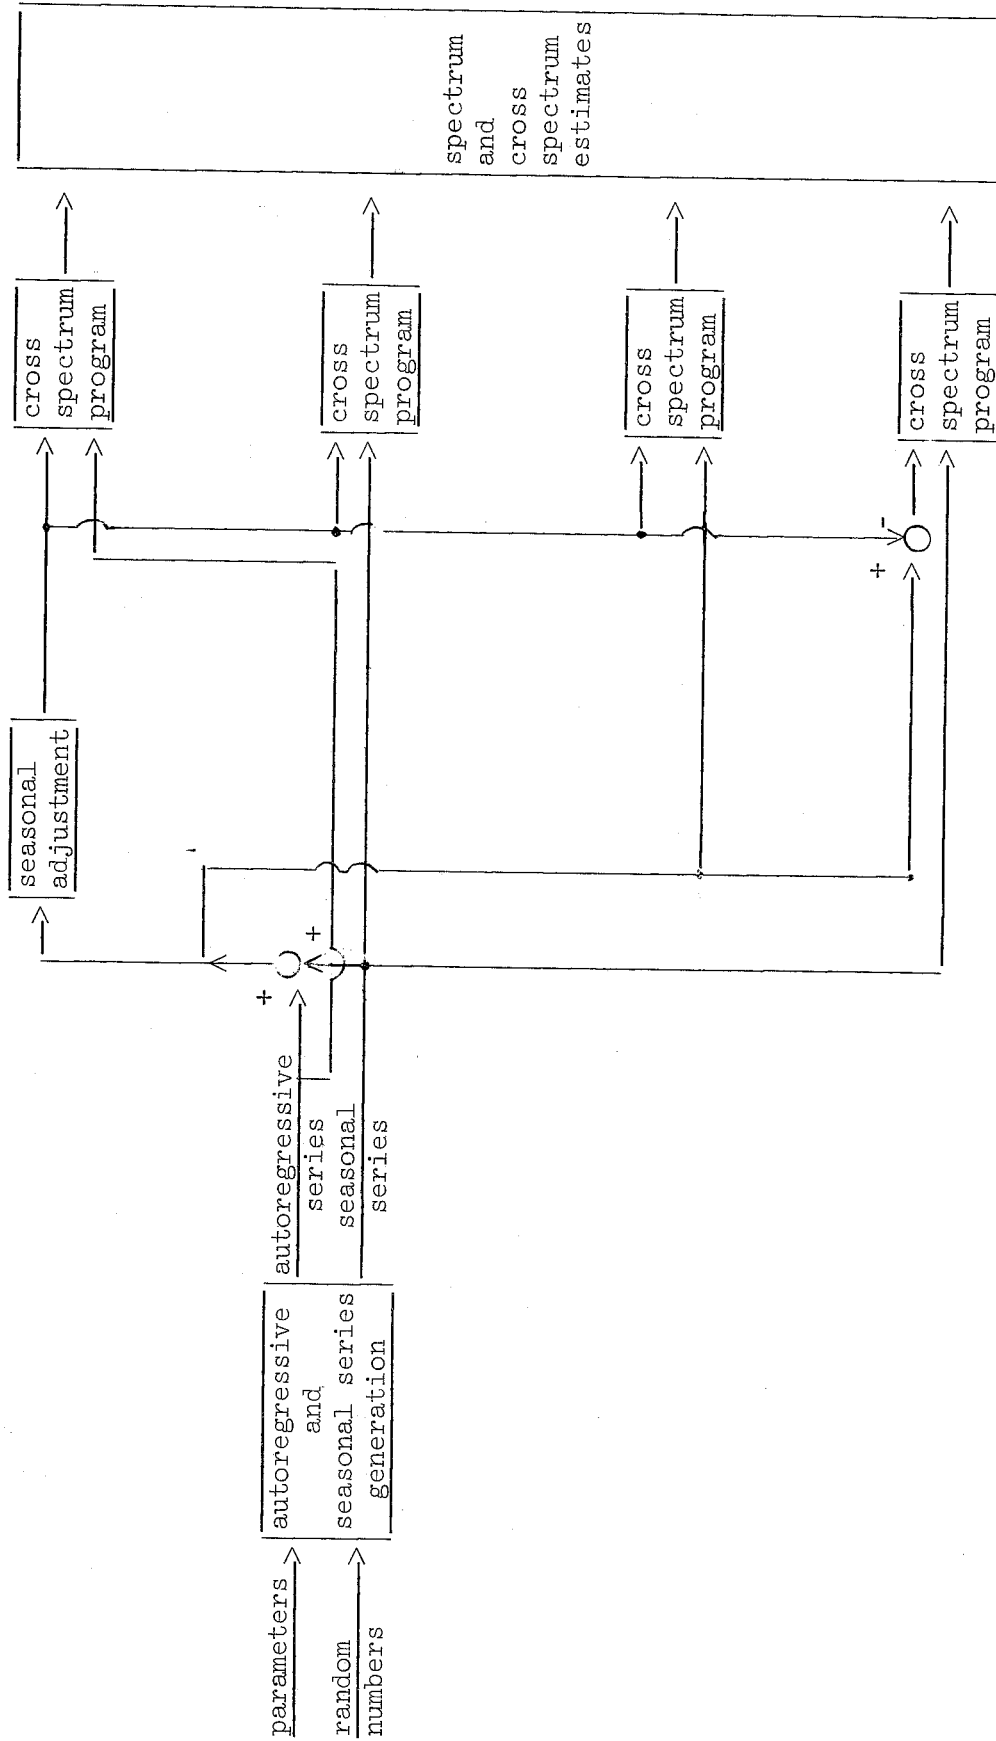 parameters
random
numbers
autoregressive
and
seasonal series
generation
autoregressive
series
seasonal
series
+
+
-
seasonal
adjustment
+
-
cross
spectrum
program
cross
spectrum
program
cross
spectrum
program
cross
spectrum
program
spectrum
and
cross
spectrum
estimates